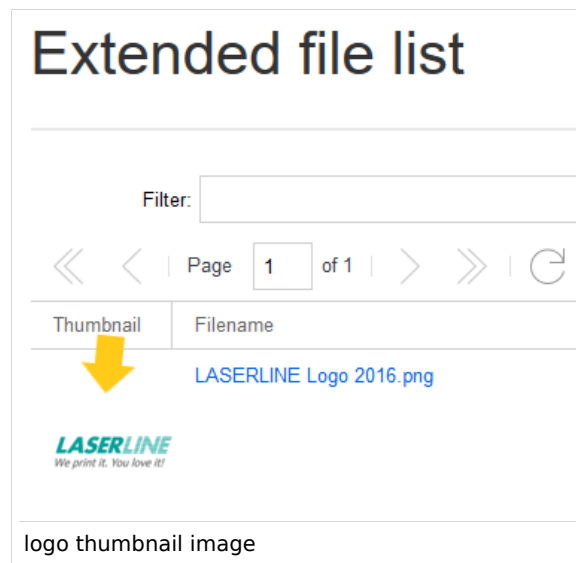 Extended file list
Filter:
Page 1 of 1
Thumbnail Filename
LASERLINE Logo 2016.png
LASERLINE
We print it. You love it!
logo thumbnail image